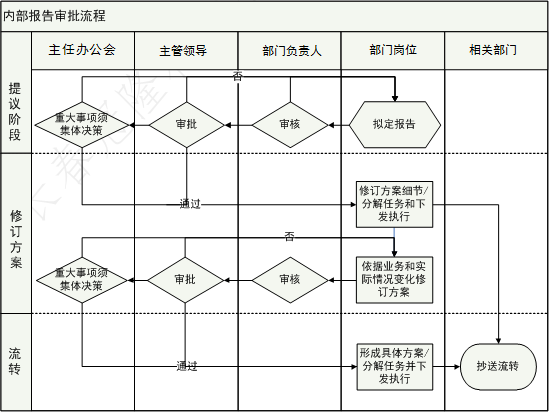 内部报告审批流程
主任办公会
主管领导
部门负责人
部门岗位
相关部门
提议阶段
否
重大事项须
集体决策
审批
审核
拟定报告
通过
修订方案
修订方案细节/
分解任务和下
发执行
否
重大事项须
集体决策
审批
审核
依据业务和实
际情况变化修
订方案
流转
通过
形成具体方案/
分解任务并下
发执行
抄送流转